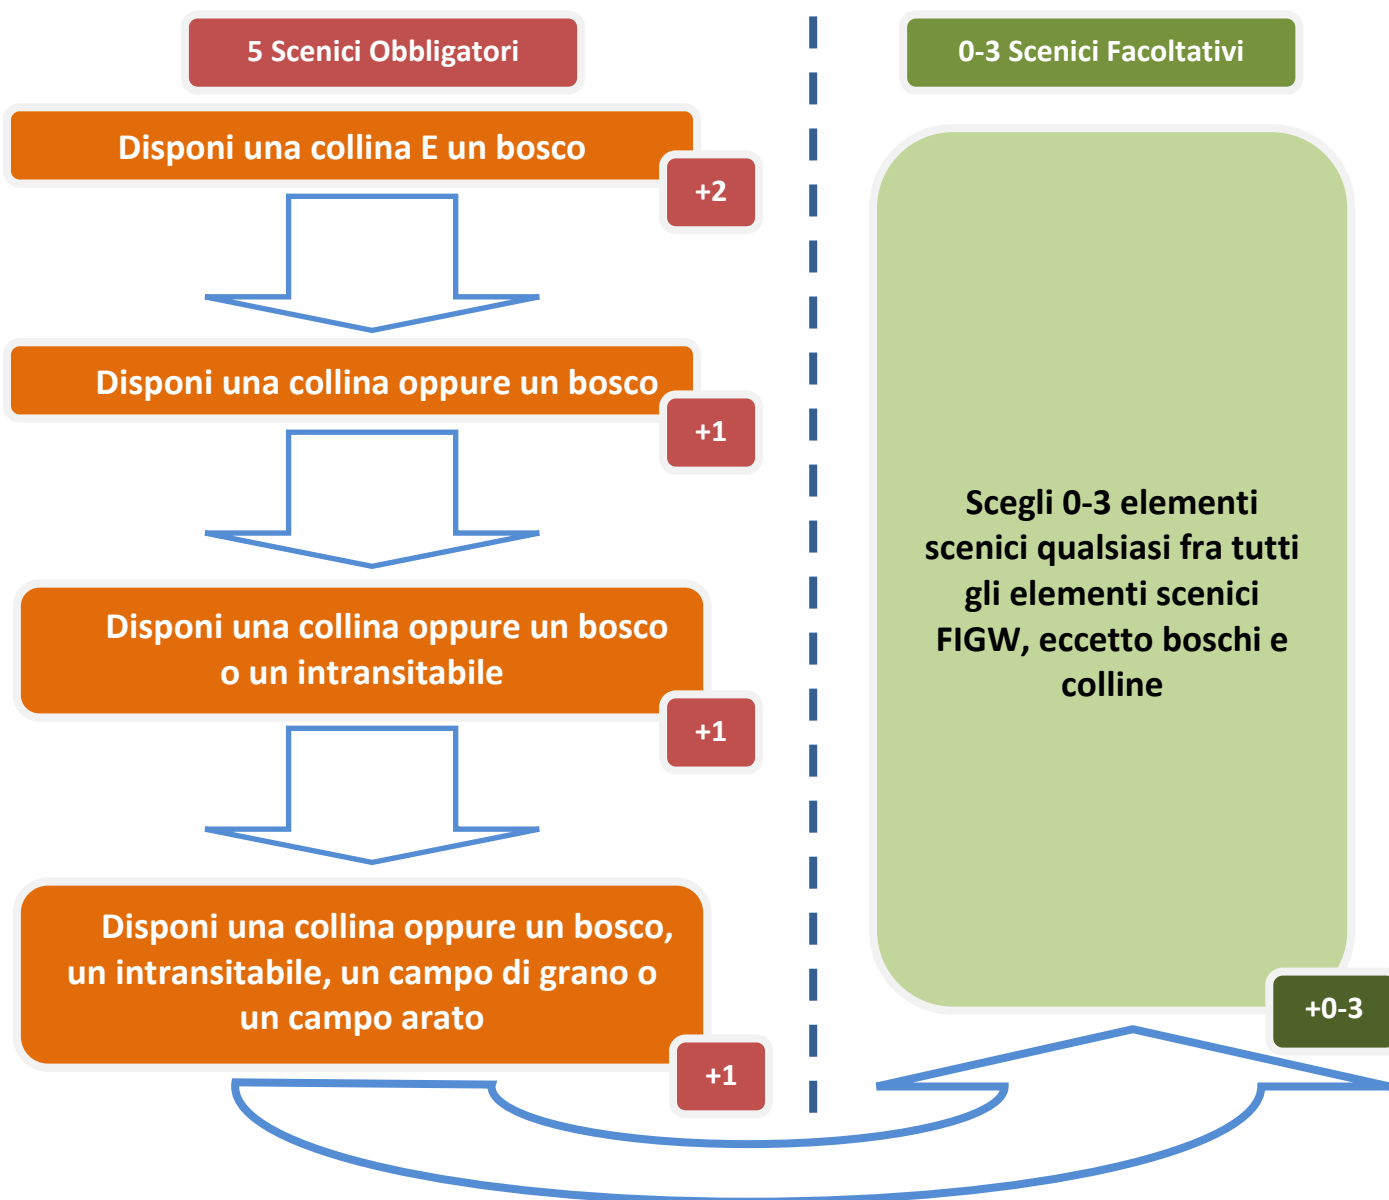 5 Scenici Obbligatori
Disponi una collina E un bosco
+2
Disponi una collina oppure un bosco
+1
Disponi una collina oppure un bosco
o un intransitabile
+1
Disponi una collina oppure un bosco,
un intransitabile, un campo di grano o
un campo arato
+1
0-3 Scenici Facoltativi
Scegli 0-3 elementi
scenici qualsiasi fra tutti
gli elementi scenici
FIGW, eccetto boschi e
colline
+0-3